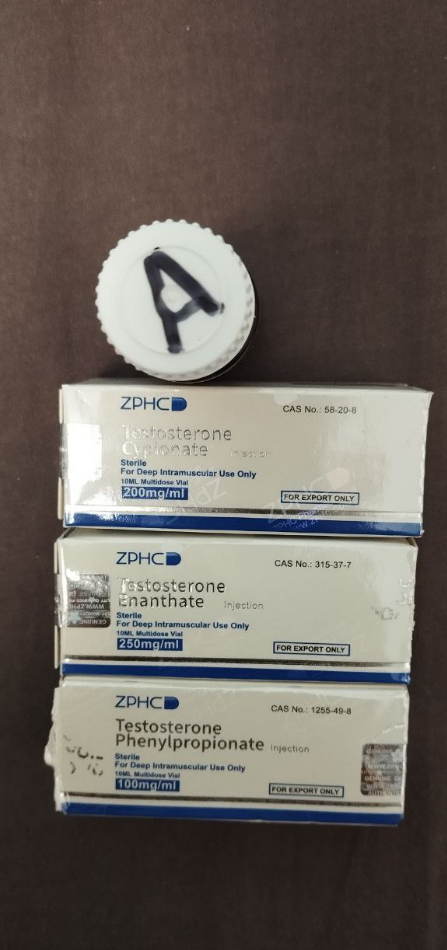 A
ZPHC
CAS No.: 58-20-8
Testosterone
Cypionate Injection
Sterile
For Deep Intramuscular Use Only
10ML Multidose Vial
200mg/ml
FOR EXPORT ONLY
ZPHC
CAS No.: 315-37-7
Testosterone
Enanthate Injection
Sterile
For Deep Intramuscular Use Only
10ML Multidose Vial
250mg/ml
FOR EXPORT ONLY
ZPHC
CAS No.: 1255-49-8
Testosterone
Phenylpropionate Injection
Sterile
For Deep Intramuscular Use Only
10ML Multidose Vial
100mg/ml
FOR EXPORT ONLY